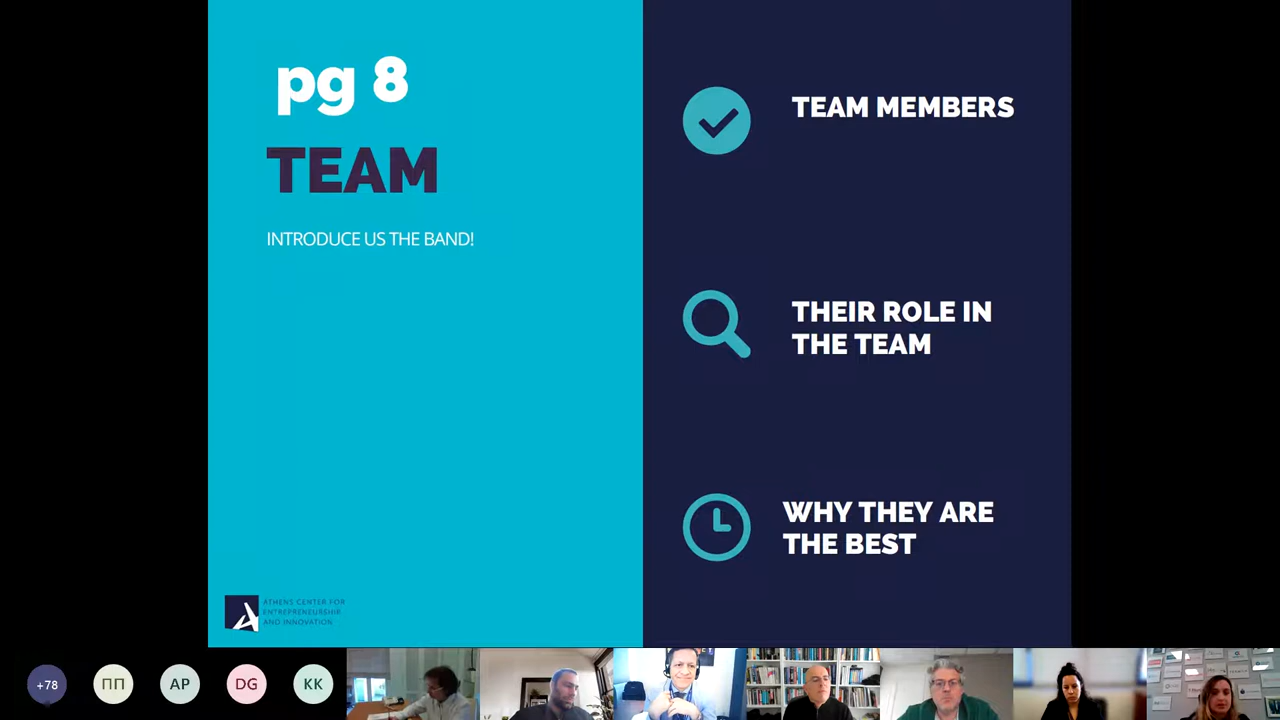 pg 8
TEAM
INTRODUCE US THE BAND!
TEAM MEMBERS
THEIR ROLE IN
THE TEAM
WHY THEY ARE
THE BEST
ATHENS CENTER FOR
ENTREPRENEURSHIP
AND INNOVATION
+78
ΠΠ
AP
DG
KK